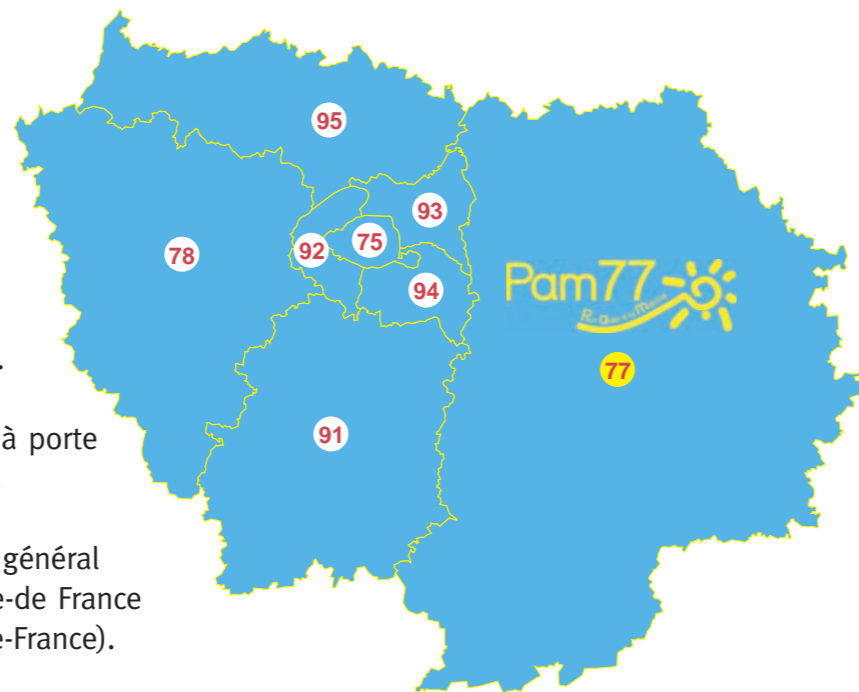 95
93
78
92
75
94
Pam77
77
.
à porte
91
général
e-de France
e-France).